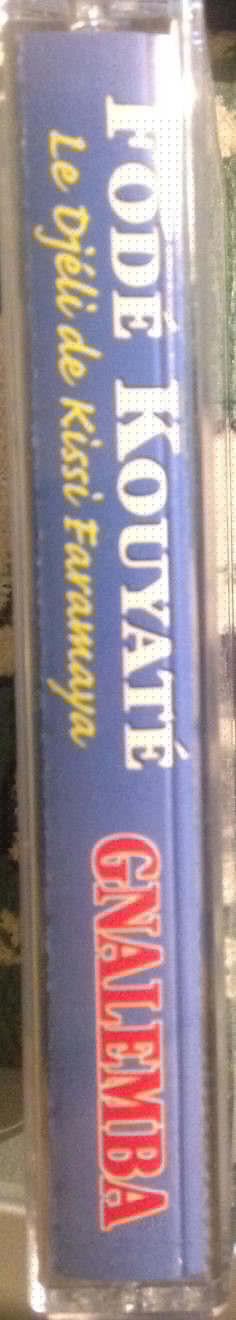 FODÉ KOUYATÉ
Le Djéli de Kissi Faramaya
GNALEMBA